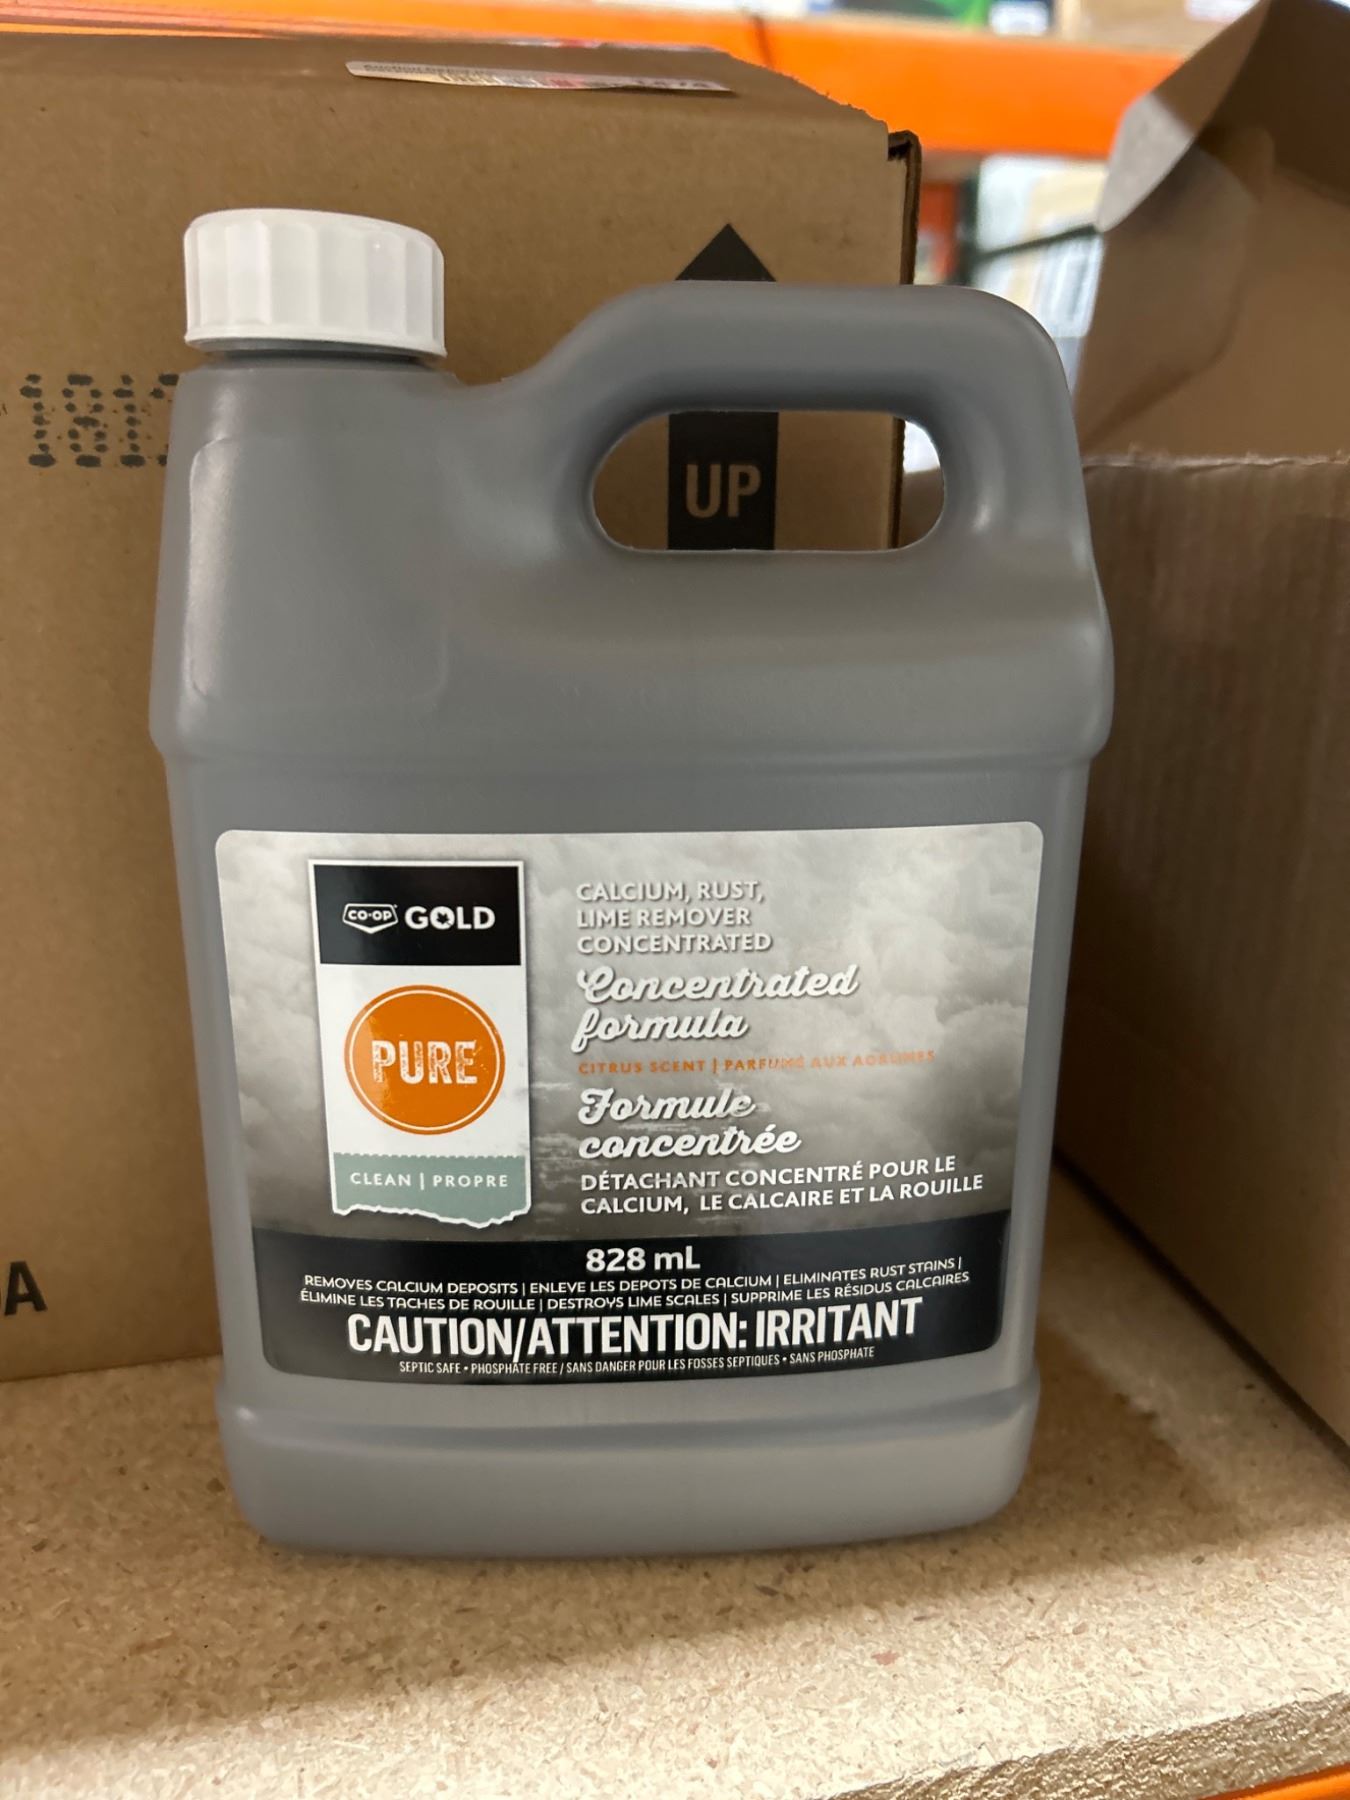 UP
CO-OP GOLD
PURE
CLEAN | PROPRE
CALCIUM, RUST,
LIME REMOVER
CONCENTRATED
Concentrated
formula
CITRUS SCENT | PARFUMÉ AUX AGRUMES
Formule
concentrée
DÉTACHANT CONCENTRÉ POUR LE
CALCIUM, LE CALCAIRE ET LA ROUILLE
828 mL
REMOVES CALCIUM DEPOSITS | ENLEVE LES DEPOTS DE CALCIUM | ELIMINATES RUST STAINS |
ÉLIMINE LES TACHES DE ROUILLE | DESTROYS LIME SCALES | SUPPRIME LES RÉSIDUS CALCAIRES
CAUTION/ATTENTION: IRRITANT
SEPTIC SAFE • PHOSPHATE FREE / SANS DANGER POUR LES FOSSES SEPTIQUES • SANS PHOSPHATE